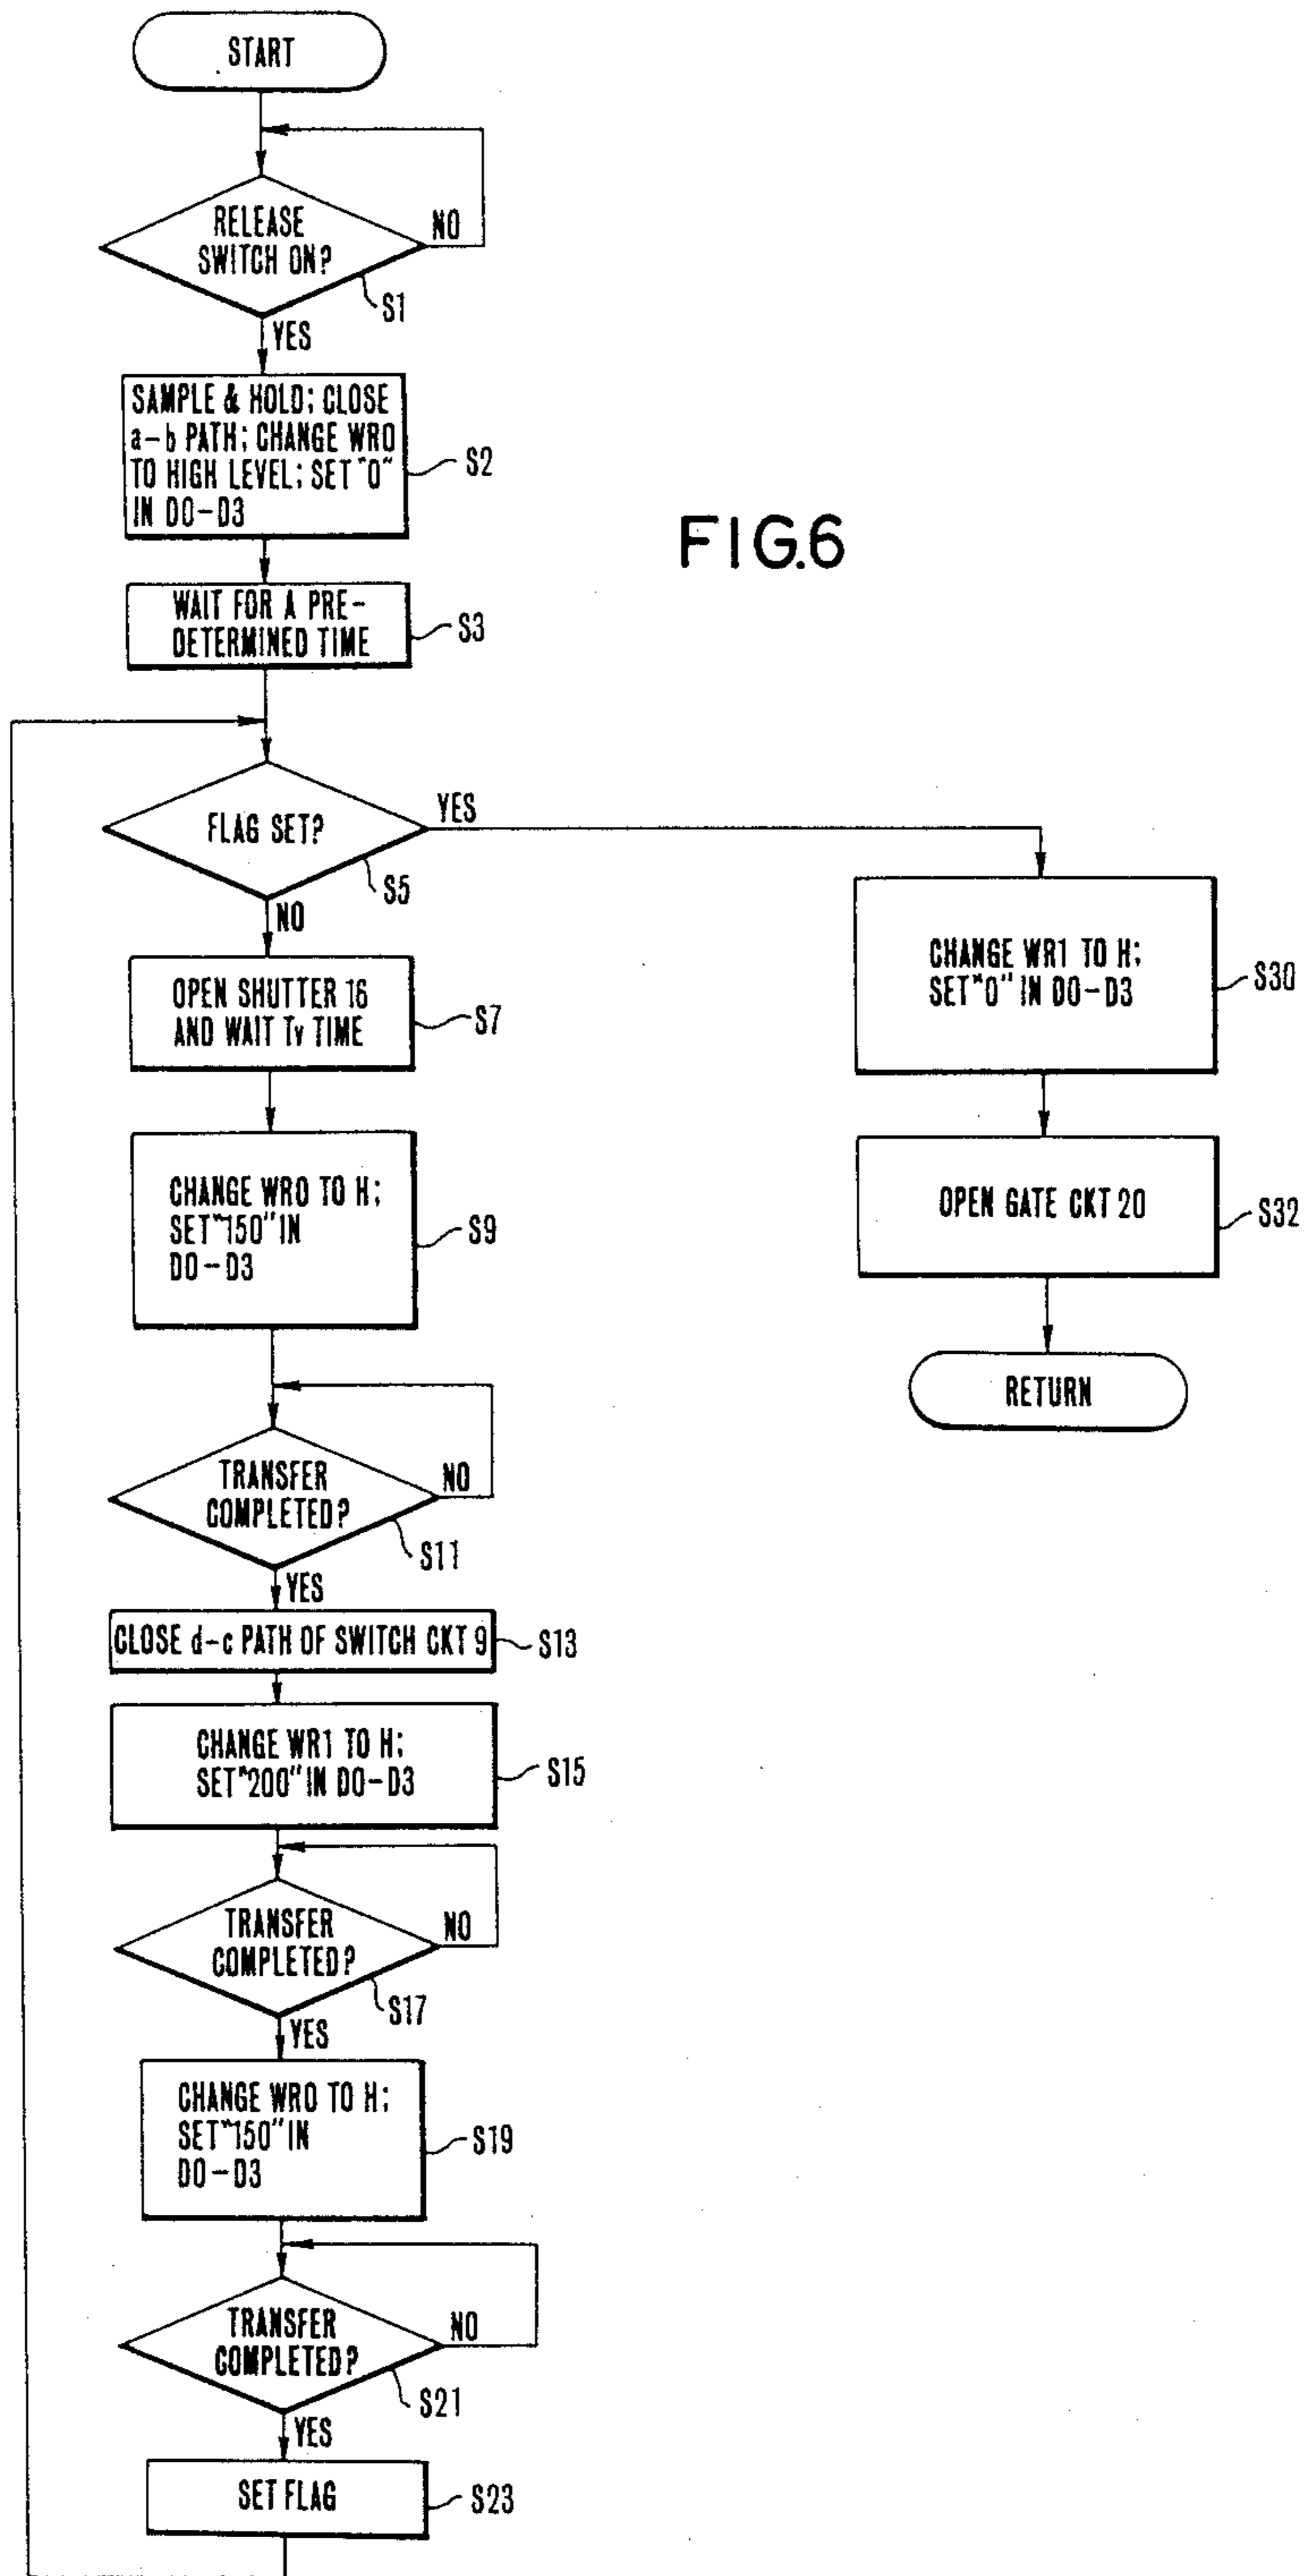 START
RELEASE
SWITCH ON?
NO
S1
YES
SAMPLE & HOLD; CLOSE
a-b PATH; CHANGE WR0
TO HIGH LEVEL; SET "0"
IN D0-D3
S2
FIG.6
WAIT FOR A PRE-
DETERMINED TIME
S3
FLAG SET?
YES
S5
NO
OPEN SHUTTER 16
AND WAIT Tv TIME
S7
CHANGE WR0 TO H;
SET "150" IN
D0-D3
S9
TRANSFER
COMPLETED?
NO
S11
YES
CLOSE d-c PATH OF SWITCH CKT 9
S13
CHANGE WR1 TO H;
SET "200" IN D0-D3
S15
TRANSFER
COMPLETED?
NO
S17
YES
CHANGE WR0 TO H;
SET "150" IN
D0-D3
S19
TRANSFER
COMPLETED?
NO
S21
YES
SET FLAG
S23
CHANGE WR1 TO H;
SET "0" IN D0-D3
S30
OPEN GATE CKT 20
S32
RETURN